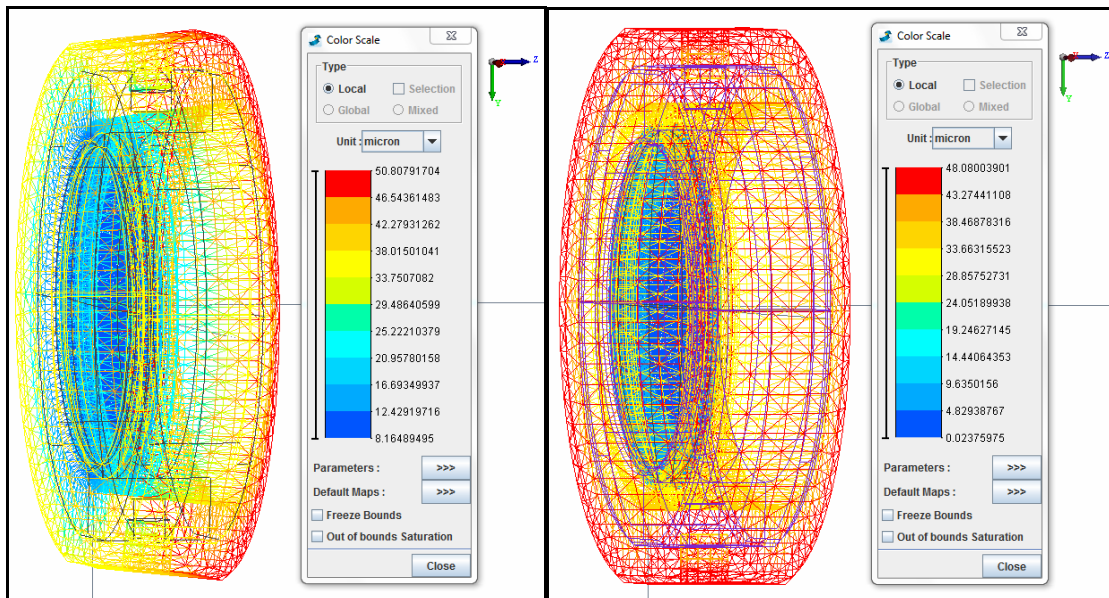 Color Scale
Type
Local
Selection
Global
Mixed
Unit : micron
50.80791704
46.54361483
42.27931262
38.01501041
33.7507082
29.48640599
25.22210379
20.95780158
16.69349937
12.42919716
8.16489495
Parameters :
>>>
Default Maps :
>>>
Freeze Bounds
Out of bounds Saturation
Close
Z
Y
Color Scale
Type
Local
Selection
Global
Mixed
Unit : micron
48.08003901
43.27441108
38.46878316
33.66315523
28.85752731
24.05189938
19.24627145
14.44064353
9.6350156
4.82938767
0.02375975
Parameters :
>>>
Default Maps :
>>>
Freeze Bounds
Out of bounds Saturation
Close
Z
Y